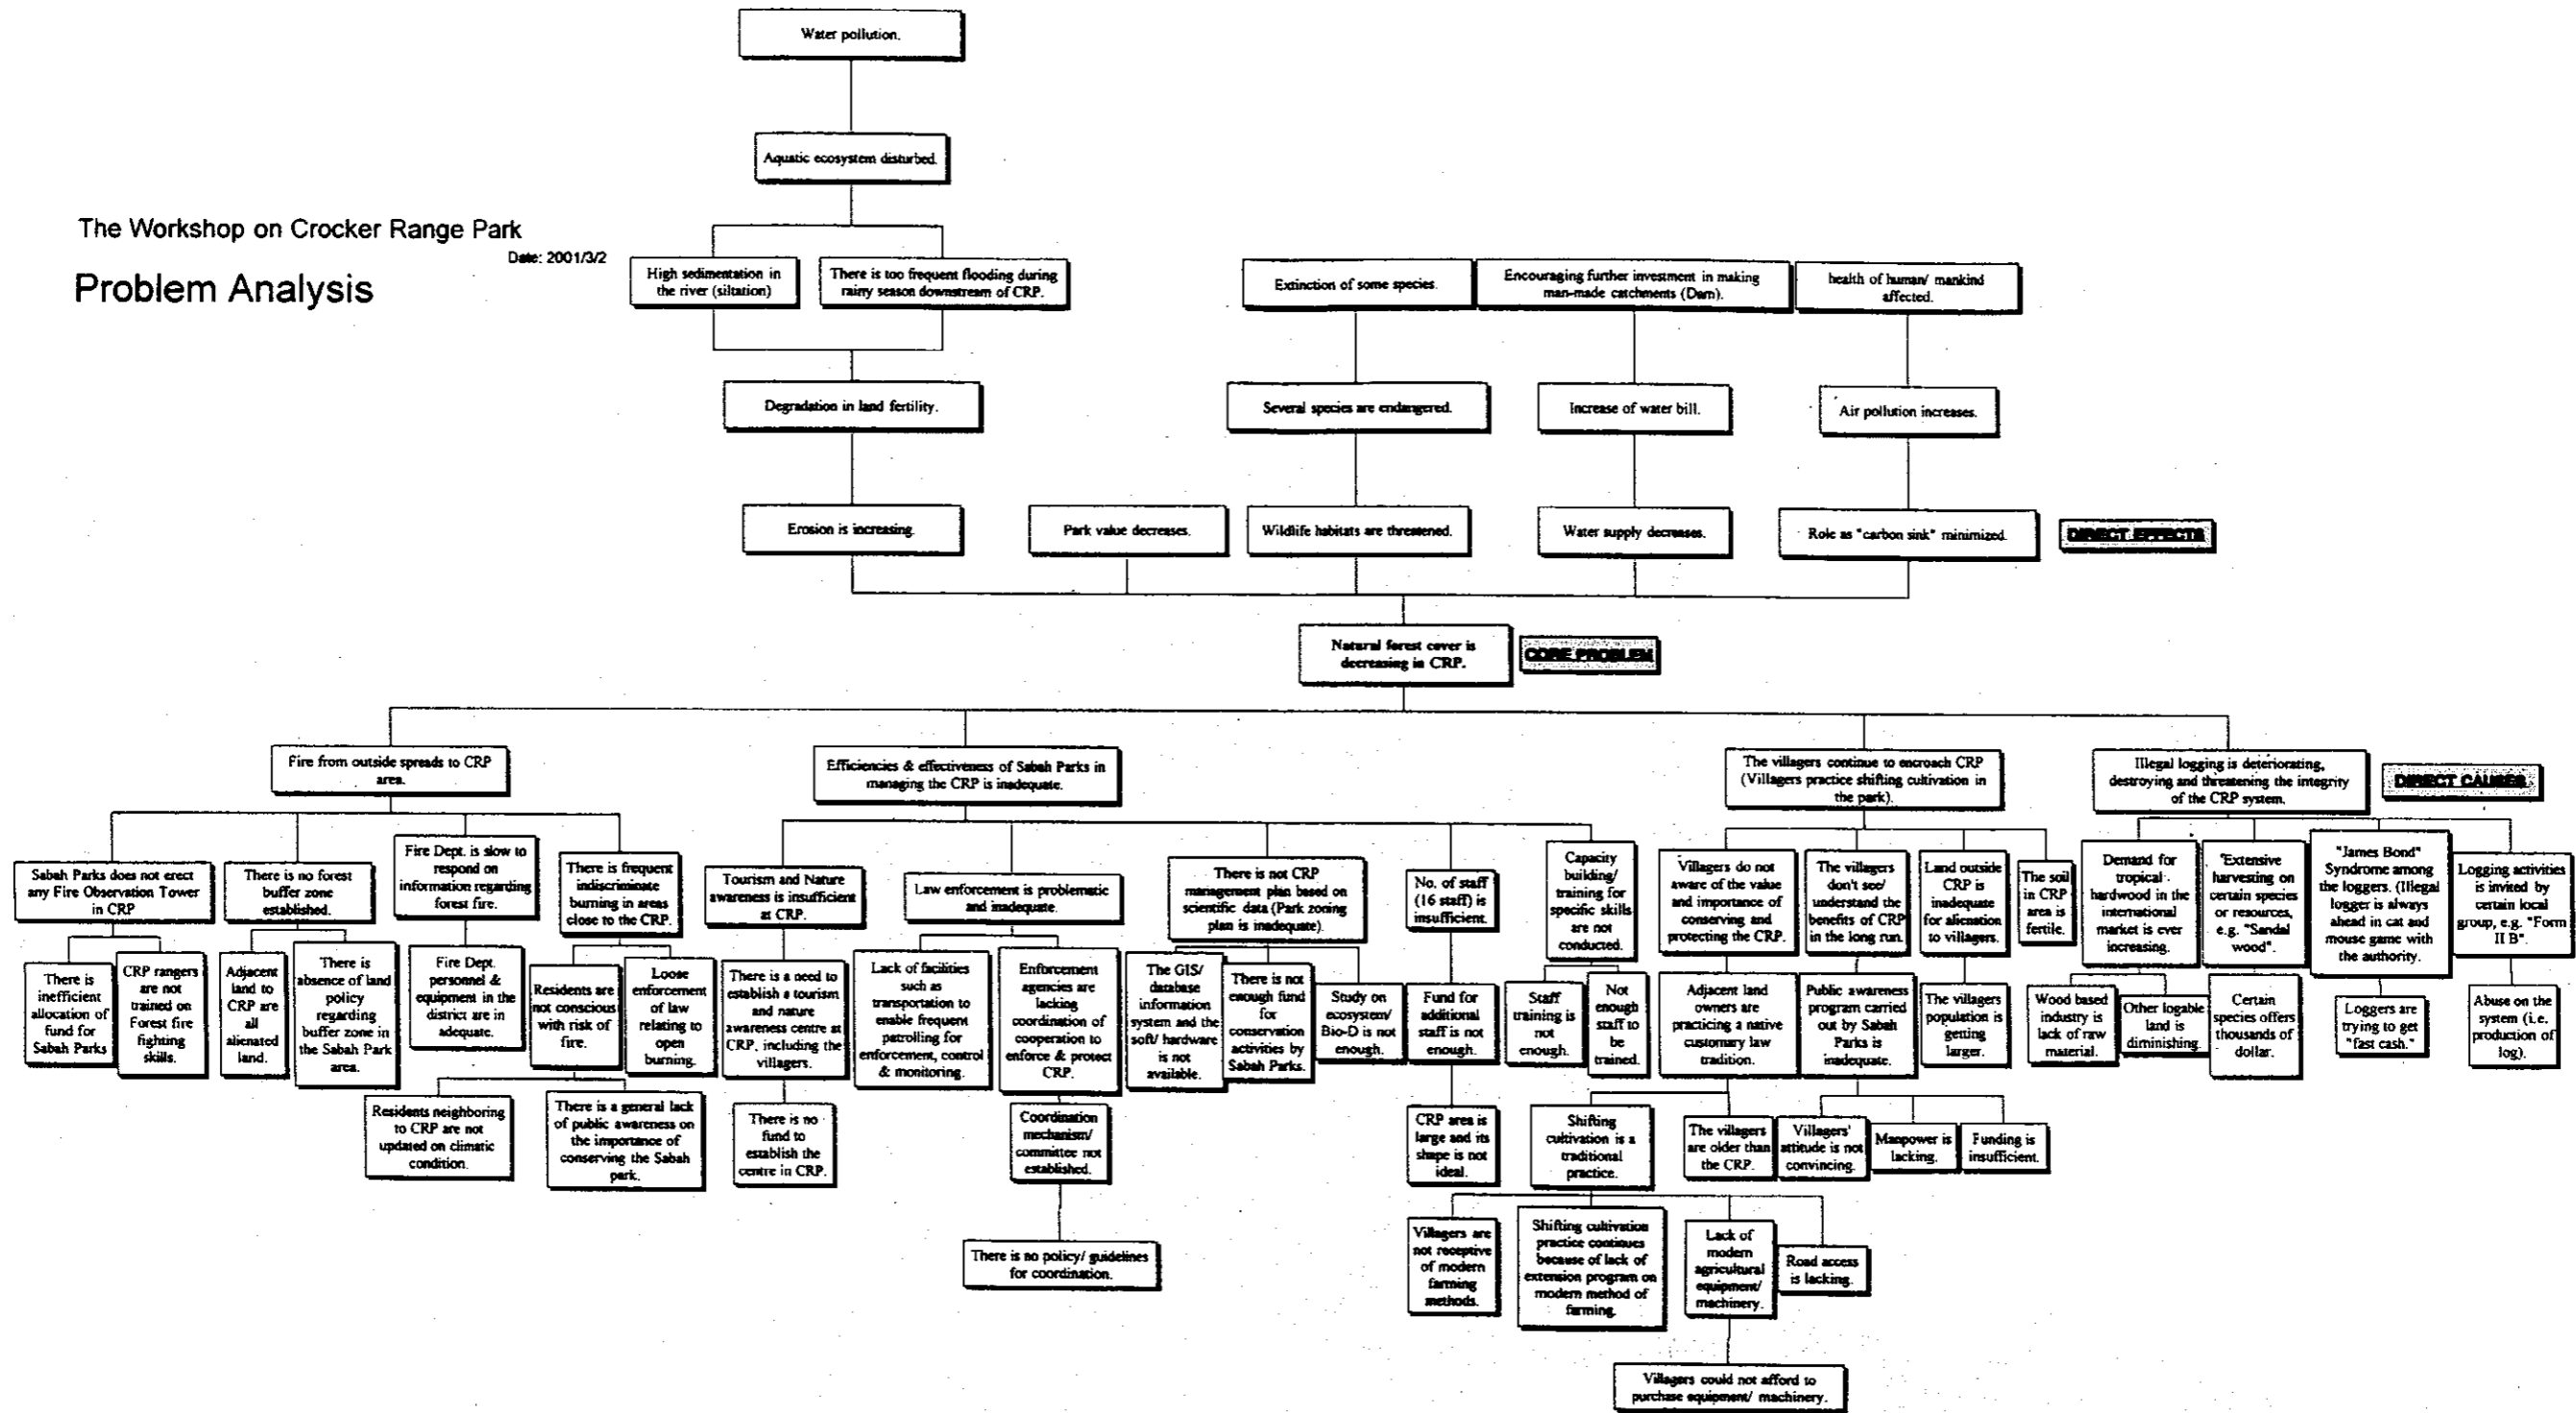 Water pollution.
Aquatic ecosystem disturbed.
The Workshop on Crocker Range Park
Date: 2001/3/2
Problem Analysis
High sedimentation in
the river (siltation)
There is too frequent flooding during
rainy season downstream of CRP.
Extinction of some species.
Encouraging further investment in making
man-made catchments (Dam).
health of human/ mankind
affected.
Degradation in land fertility.
Several species are endangered.
Increase of water bill.
Air pollution increases.
Erosion is increasing.
Park value decreases.
Wildlife habitats are threatened.
Water supply decreases.
Role as "carbon sink" minimized.
DIRECT EFFECTS
Natural forest cover is
decreasing in CRP.
CORE PROBLEM
Fire from outside spreads to CRP
area.
Efficiencies & effectiveness of Sabah Parks in
managing the CRP is inadequate.
The villagers continue to encroach CRP
(Villagers practice shifting cultivation in
the park).
Illegal logging is deteriorating,
destroying and threatening the integrity
of the CRP system.
DIRECT CAUSES
Sabah Parks does not erect
any Fire Observation Tower
in CRP
There is no forest
buffer zone
established.
Fire Dept. is slow to
respond on
information regarding
forest fire.
There is frequent
indiscriminate
burning in areas
close to the CRP.
Tourism and Nature
awareness is insufficient
at CRP.
Law enforcement is problematic
and inadequate.
There is not CRP
management plan based on
scientific data (Park zoning
plan is inadequate).
No. of staff
(16 staff) is
insufficient.
Capacity
building/
training for
specific skills
are not
conducted.
Villagers do not
aware of the value
and importance of
conserving and
protecting the CRP.
The villagers
don't see/
understand the
benefits of CRP
in the long run.
Land outside
CRP is
inadequate
for alienation
to villagers.
The soil
in CRP
area is
fertile.
Demand for
tropical
hardwood in the
international
market is ever
increasing.
"Extensive
harvesting on
certain species
or resources,
e.g. "Sandal
wood".
"James Bond"
Syndrome among
the loggers. (Illegal
logger is always
ahead in cat and
mouse game with
the authority.
Logging activities
is invited by
certain local
group, e.g. "Form
II B".
There is
inefficient
allocation of
fund for
Sabah Parks
CRP rangers
are not
trained on
Forest fire
fighting
skills.
Adjacent
land to
CRP are
all
alienated
land.
There is
absence of land
policy
regarding
buffer zone in
the Sabah Park
area.
Fire Dept.
personnel &
equipment in the
district are in
adequate.
Residents are
not conscious
with risk of
fire.
Loose
enforcement
of law
relating to
open
burning.
There is a need to
establish a tourism
and nature
awareness centre at
CRP, including the
villagers.
Lack of facilities
such as
transportation to
enable frequent
patrolling for
enforcement, control
& monitoring.
Enforcement
agencies are
lacking
coordination of
cooperation to
enforce & protect
CRP.
The GIS/
database
information
system and the
soft/ hardware
is not
available.
There is not
enough fund
for
conservation
activities by
Sabah Parks.
Study on
ecosystem/
Bio-D is not
enough.
Fund for
additional
staff is not
enough.
Staff
training is
not
enough.
Not
enough
staff to
be
trained.
Adjacent land
owners are
practicing a native
customary law
tradition.
Public awareness
program carried
out by Sabah
Parks is
inadequate.
The villagers
population is
getting
larger.
Wood based
industry is
lack of raw
material.
Other logable
land is
diminishing.
Certain
species offers
thousands of
dollar.
Loggers are
trying to get
"fast cash."
Abuse on the
system (i.e.
production of
log).
Residents neighboring
to CRP are not
updated on climatic
condition.
There is a general lack
of public awareness on
the importance of
conserving the Sabah
park.
There is no
fund to
establish the
centre in CRP.
Coordination
mechanism/
committee not
established.
CRP area is
large and its
shape is not
ideal.
Shifting
cultivation is a
traditional
practice.
The villagers
are older than
the CRP.
Villagers'
attitude is not
convincing.
Manpower is
lacking.
Funding is
insufficient.
There is no policy/ guidelines
for coordination.
Villagers are
not receptive
of modern
farming
methods.
Shifting cultivation
practice continues
because of lack of
extension program on
modern method of
farming.
Lack of
modern
agricultural
equipment/
machinery.
Road access
is lacking.
Villagers could not afford to
purchase equipment/ machinery.